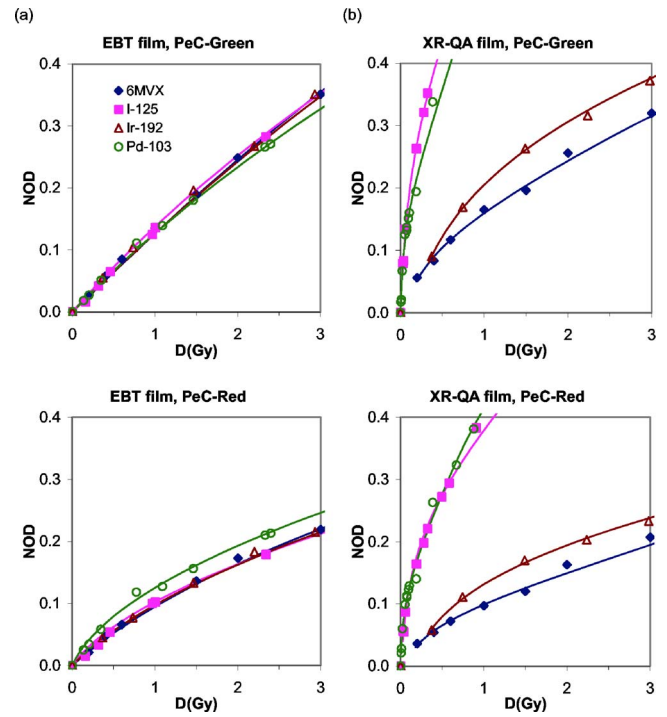 (a)
(b)
EBT film, PeC-Green
XR-QA film, PeC-Green
0.4
0.3
0.2
0.1
0.0
NOD
6MVX
I-125
Ir-192
Pd-103
0 1 2 3
D(Gy)
0.4
0.3
0.2
0.1
0.0
NOD
0 1 2 3
D(Gy)
EBT film, PeC-Red
XR-QA film, PeC-Red
0.4
0.3
0.2
0.1
0.0
NOD
0 1 2 3
D(Gy)
0.4
0.3
0.2
0.1
0.0
NOD
0 1 2 3
D(Gy)